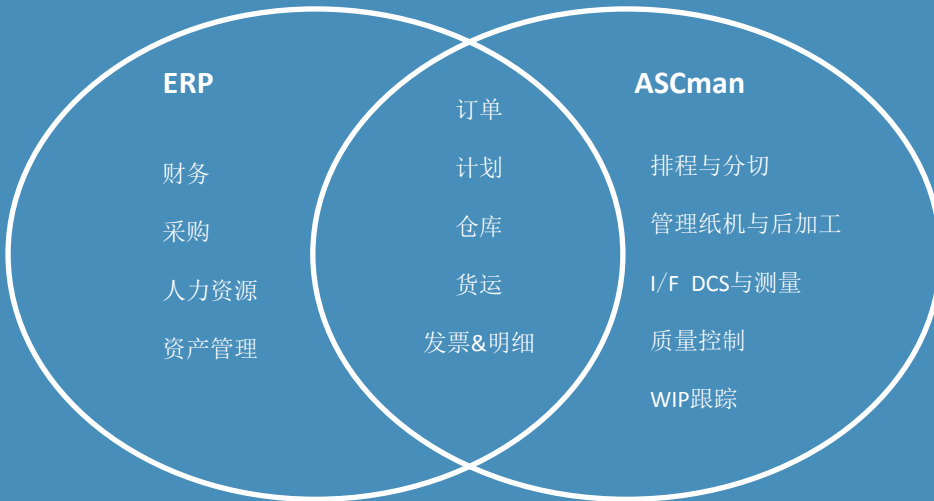 ERP
财务
采购
人力资源
资产管理
订单
计划
仓库
货运
发票&明细
ASCman
排程与分切
管理纸机与后加工
I/F DCS与测量
质量控制
WIP跟踪